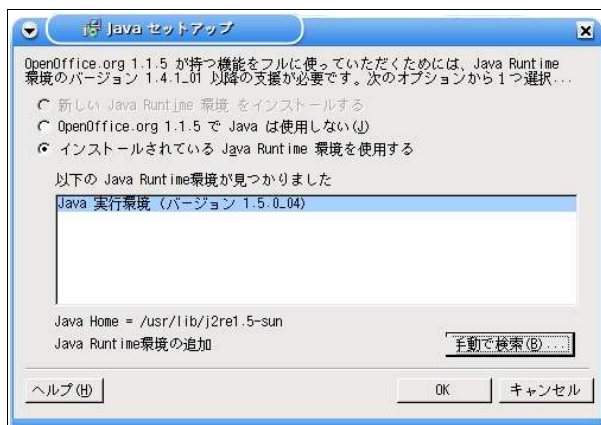 Java セットアップ
OpenOffice.org 1.1.5 が持つ機能をフルに使っていただくためには、Java Runtime
環境のバージョン 1.4.1_01 以降の支援が必要です。次のオプションから1つ選択...
新しい Java Runtime 環境 をインストールする
OpenOffice.org 1.1.5 で Java は使用しない(J)
インストールされている Java Runtime 環境を使用する
以下の Java Runtime環境が見つかりました
Java 実行環境 (バージョン 1.5.0_04)
Java Home = /usr/lib/j2re1.5-sun
Java Runtime環境の追加
手動で検索(B)...
ヘルプ(H)
OK
キャンセル